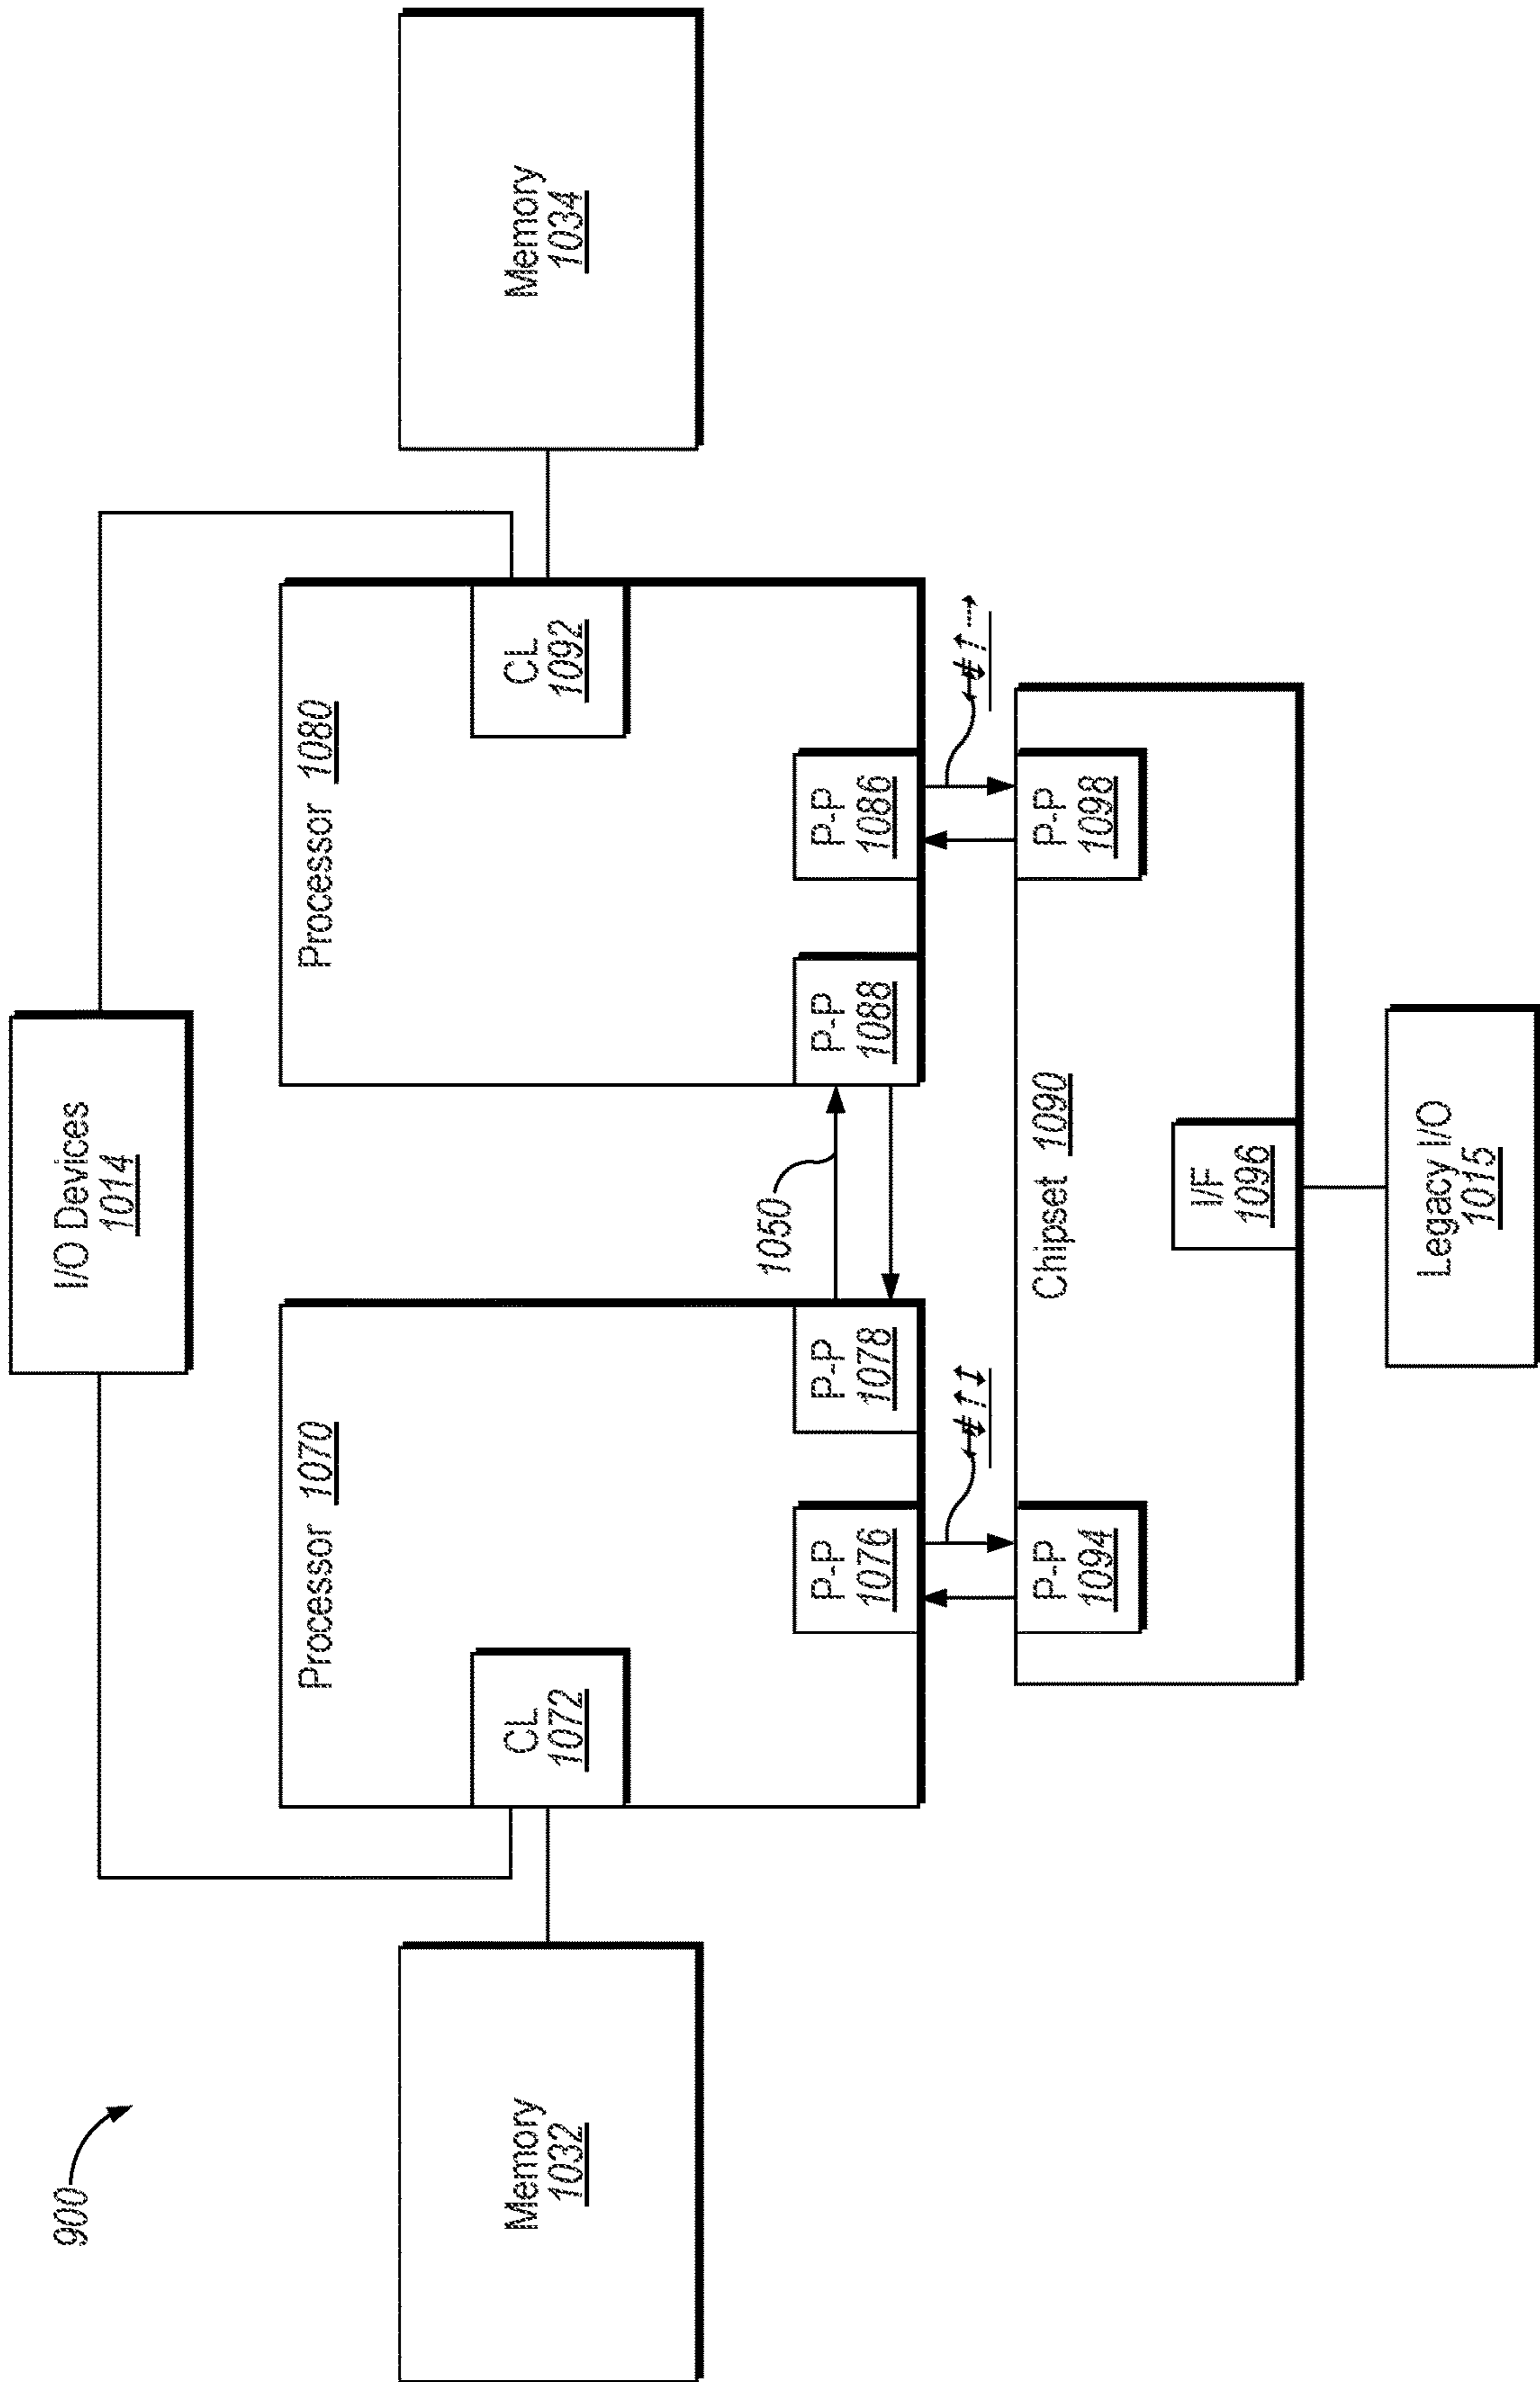 900
I/O Devices
1014
Memory
1032
Processor 1070
CL
1072
P-P
1076
P-P
1078
1050
Processor 1080
CL
1092
P-P
1088
P-P
1086
Memory
1034
Chipset 1090
P-P
1094
P-P
1098
I/F
1096
Legacy I/O
1015